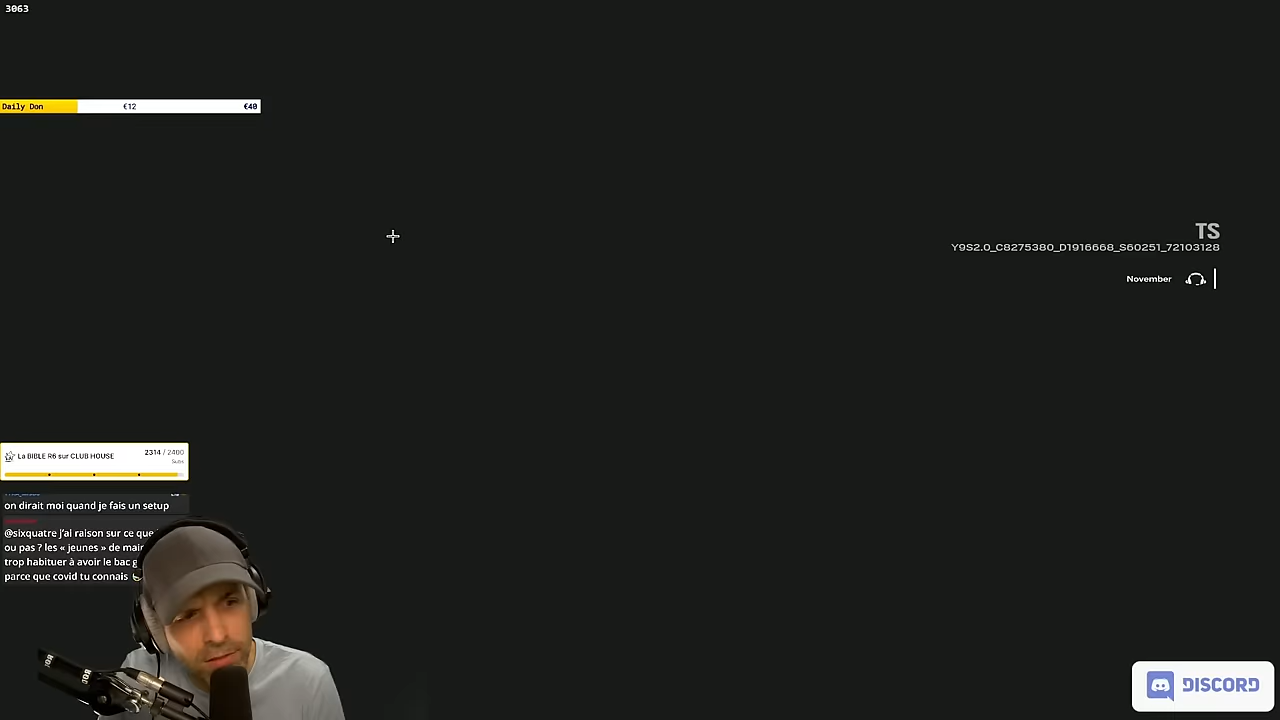 3063
Daily Don €12 €40
TS
Y9S2.0_C8275380_D1916668_S60251_72103128
November
La BIBLE R6 sur CLUB HOUSE 2314 / 2400
Subs
on dirait moi quand je fais un setup
@sixquatre j'ai raison sur ce que
ou pas ? les « jeunes » de
trop habituer à avoir le bac
parce que covid tu connais
DISCORD